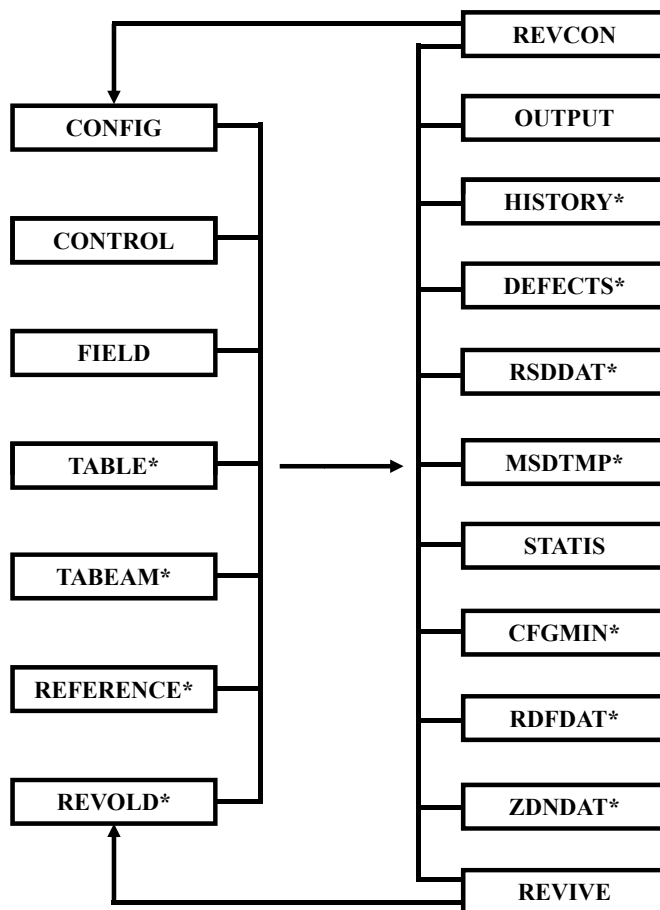 CONFIG
CONTROL
FIELD
TABLE*
TABEAM*
REFERENCE*
REVOLD*
REVCON
OUTPUT
HISTORY*
DEFECTS*
RSDDAT*
MSDTMP*
STATIS
CFGMIN*
RDFDAT*
ZDNDAT*
REVIVE